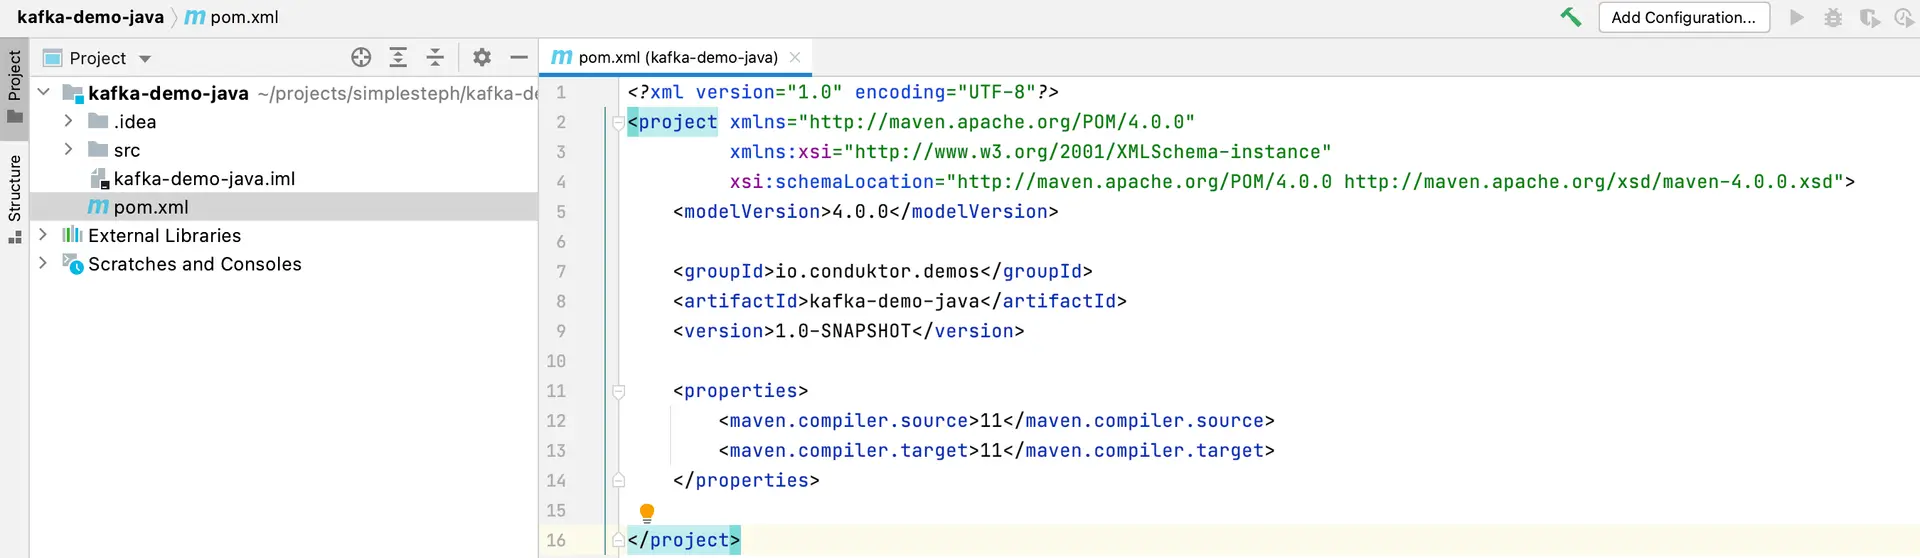 kafka-demo-java pom.xml Add Configuration...
Project
Project
Structure
kafka-demo-java ~/projects/simplesteph/kafka-de
.idea
src
kafka-demo-java.iml
pom.xml
External Libraries
Scratches and Consoles
pom.xml (kafka-demo-java)
1 <?xml version="1.0" encoding="UTF-8"?>
2 <project xmlns="http://maven.apache.org/POM/4.0.0"
3 xmlns:xsi="http://www.w3.org/2001/XMLSchema-instance"
4 xsi:schemaLocation="http://maven.apache.org/POM/4.0.0 http://maven.apache.org/xsd/maven-4.0.0.xsd">
5 <modelVersion>4.0.0</modelVersion>
6
7 <groupId>io.conduktor.demos</groupId>
8 <artifactId>kafka-demo-java</artifactId>
9 <version>1.0-SNAPSHOT</version>
10
11 <properties>
12 <maven.compiler.source>11</maven.compiler.source>
13 <maven.compiler.target>11</maven.compiler.target>
14 </properties>
15
16 </project>